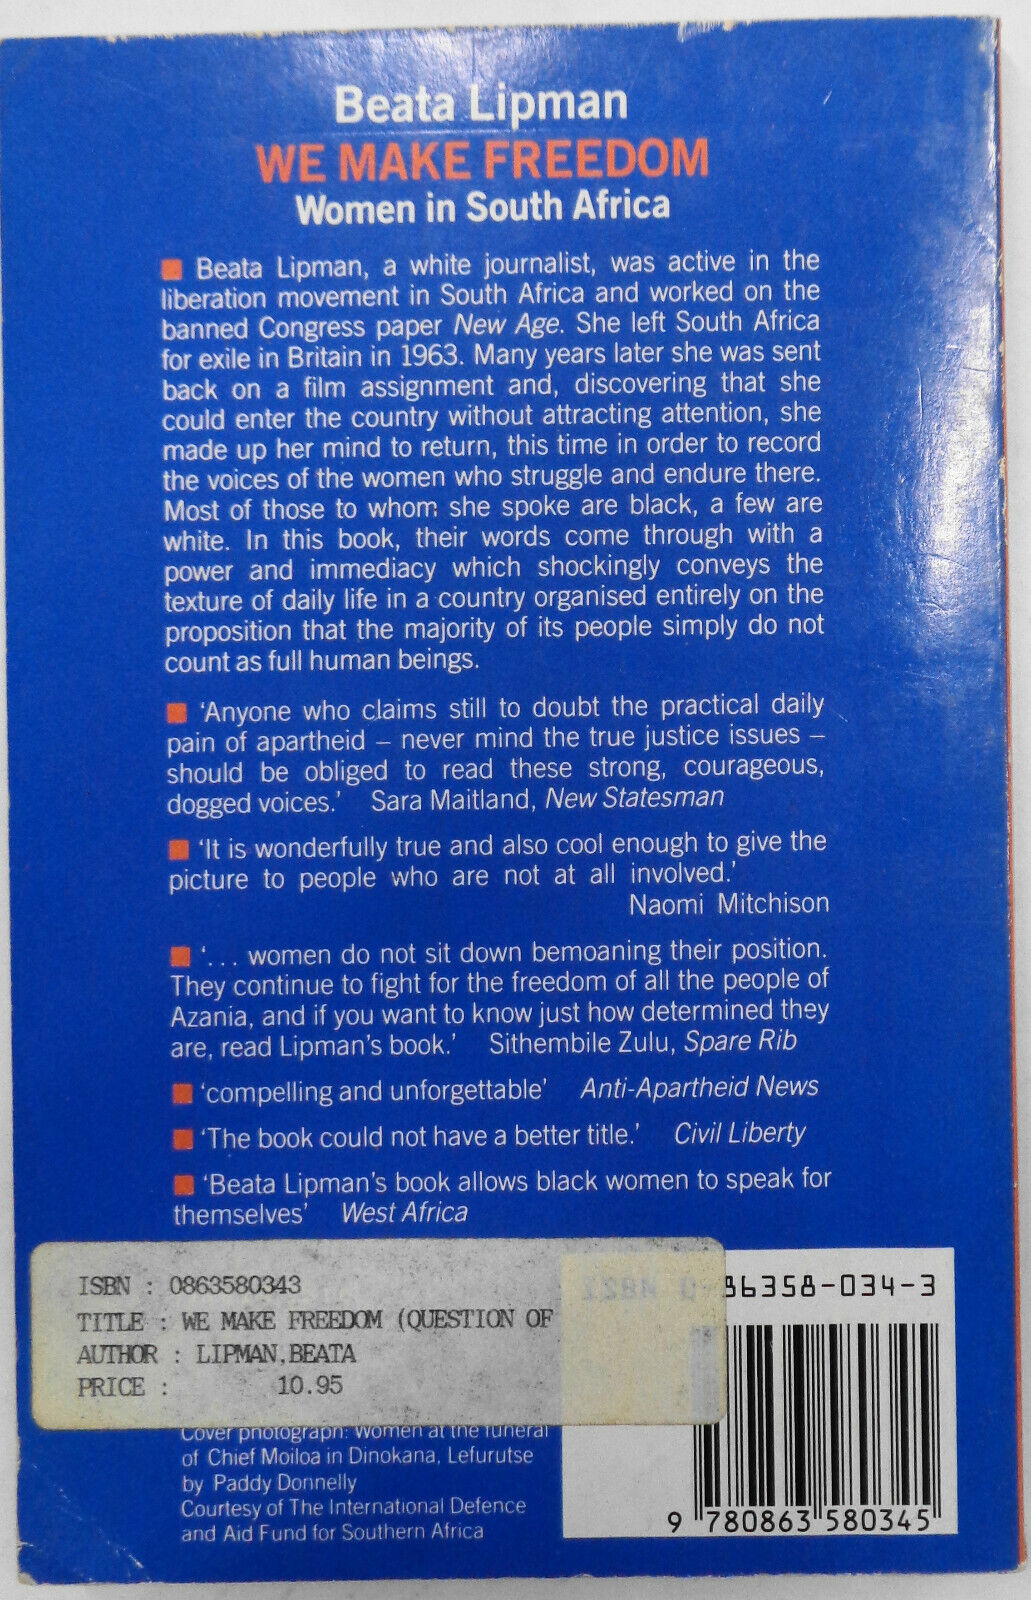 Beata Lipman
WE MAKE FREEDOM
Women in South Africa
■ Beata Lipman, a white journalist, was active in the
liberation movement in South Africa and worked on the
banned Congress paper New Age. She left South Africa
for exile in Britain in 1963. Many years later she was sent
back on a film assignment and, discovering that she
could enter the country without attracting attention, she
made up her mind to return, this time in order to record
the voices of the women who struggle and endure there.
Most of those to whom she spoke are black, a few are
white. In this book, their words come through with a
power and immediacy which shockingly conveys the
texture of daily life in a country organised entirely on the
proposition that the majority of its people simply do not
count as full human beings.
■ ‘Anyone who claims still to doubt the practical daily
pain of apartheid – never mind the true justice issues –
should be obliged to read these strong, courageous,
dogged voices.’ Sara Maitland, New Statesman
■ ‘It is wonderfully true and also cool enough to give the
picture to people who are not at all involved.’
Naomi Mitchison
■ ‘... women do not sit down bemoaning their position.
They continue to fight for the freedom of all the people of
Azania, and if you want to know just how determined they
are, read Lipman’s book.’ Sithembile Zulu, Spare Rib
■ ‘compelling and unforgettable’ Anti-Apartheid News
■ ‘The book could not have a better title.’ Civil Liberty
■ ‘Beata Lipman’s book allows black women to speak for
themselves’ West Africa
ISBN : 0863580343
TITLE : WE MAKE FREEDOM (QUESTION OF
AUTHOR : LIPMAN,BEATA
PRICE : 10.95
ISBN 0-86358-034-3
Cover photograph: Women at the funeral
of Chief Moiloa in Dinokana, Lefurutse
by Paddy Donnelly
Courtesy of The International Defence
and Aid Fund for Southern Africa
9 780863 580345